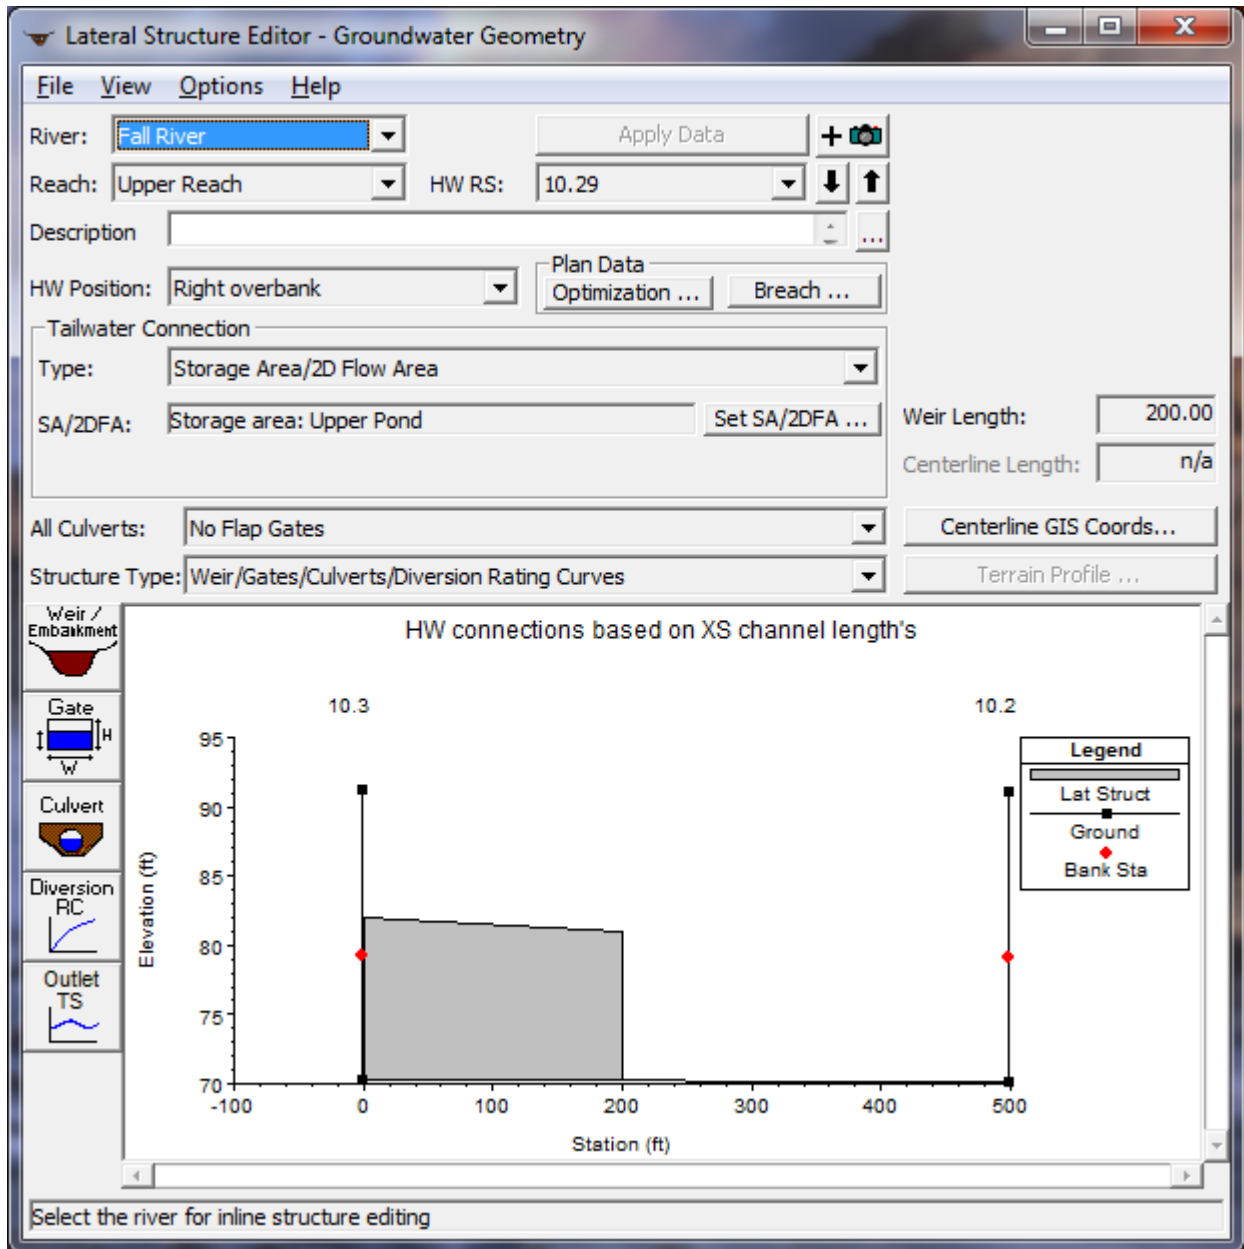 Lateral Structure Editor - Groundwater Geometry
File View Options Help
River: Fall River Apply Data +
Reach: Upper Reach HW RS: 10.29
Description ...
Plan Data
HW Position: Right overbank Optimization ... Breach ...
Tailwater Connection
Type: Storage Area/2D Flow Area
SA/2DFA: Storage area: Upper Pond Set SA/2DFA ... Weir Length: 200.00
Centerline Length: n/a
All Culverts: No Flap Gates Centerline GIS Coords...
Structure Type: Weir/Gates/Culverts/Diversion Rating Curves Terrain Profile ...
Weir /
Embankment
Gate
H
W
Culvert
Diversion
RC
Outlet
TS
HW connections based on XS channel length's
10.3 10.2
95
90
85
80
75
70
Elevation (ft)
-100 0 100 200 300 400 500
Station (ft)
Legend
Lat Struct
Ground
Bank Sta
Select the river for inline structure editing